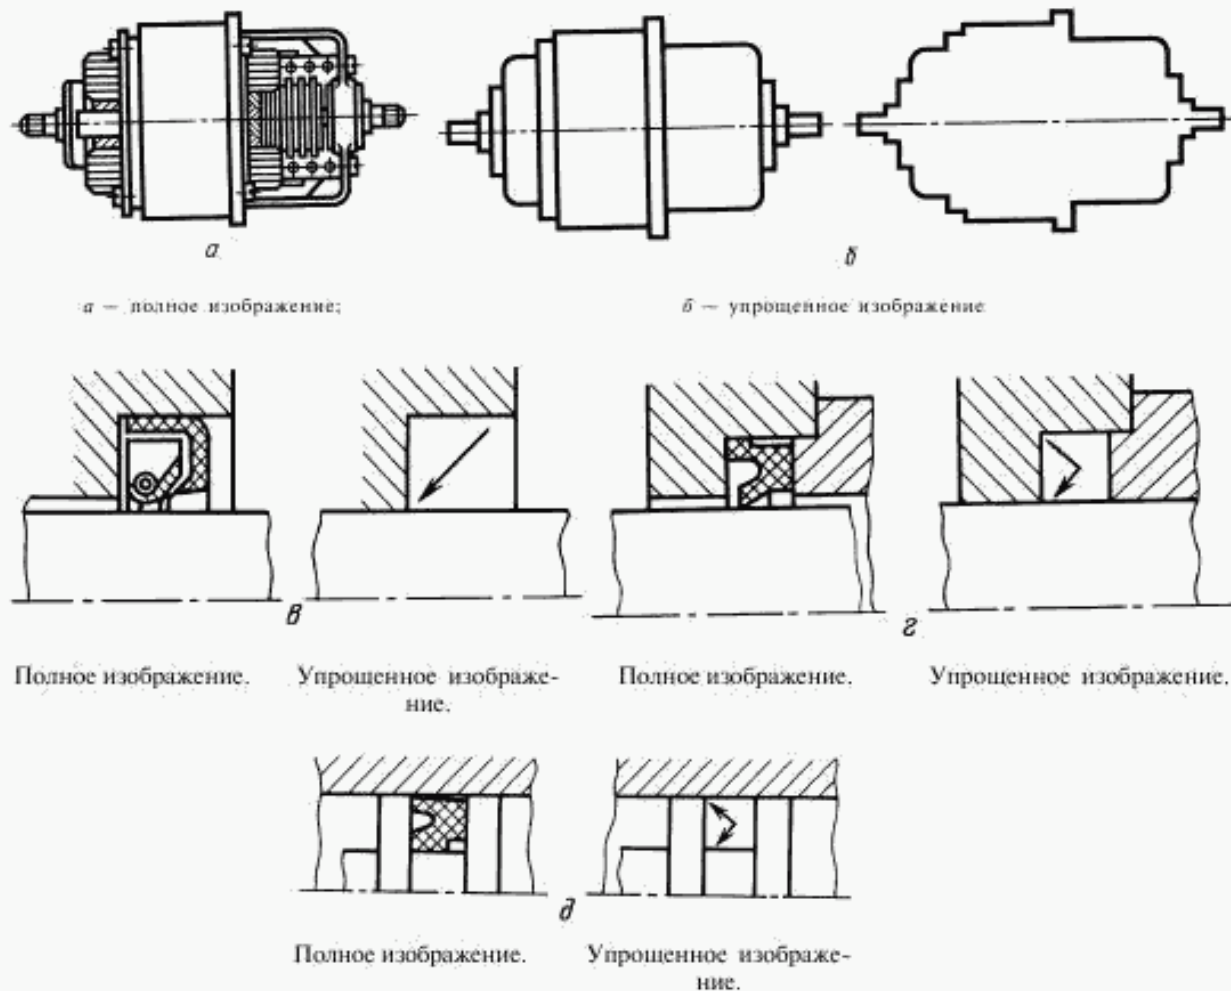 а
б
а — полное изображение;
б — упрощенное изображение
в
г
Полное изображение.
Упрощенное изображе-
ние.
Полное изображение.
Упрощенное изображение.
д
Полное изображение.
Упрощенное изображе-
ние.